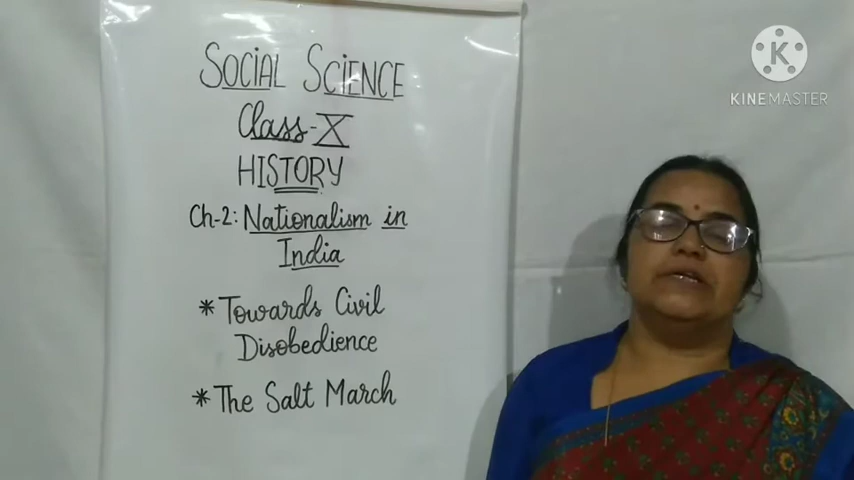 SOCIAL SCIENCE
Class-X
HISTORY
Ch-2: Nationalism in
India
* Towards Civil
Disobedience
* The Salt March
K
KINEMASTER